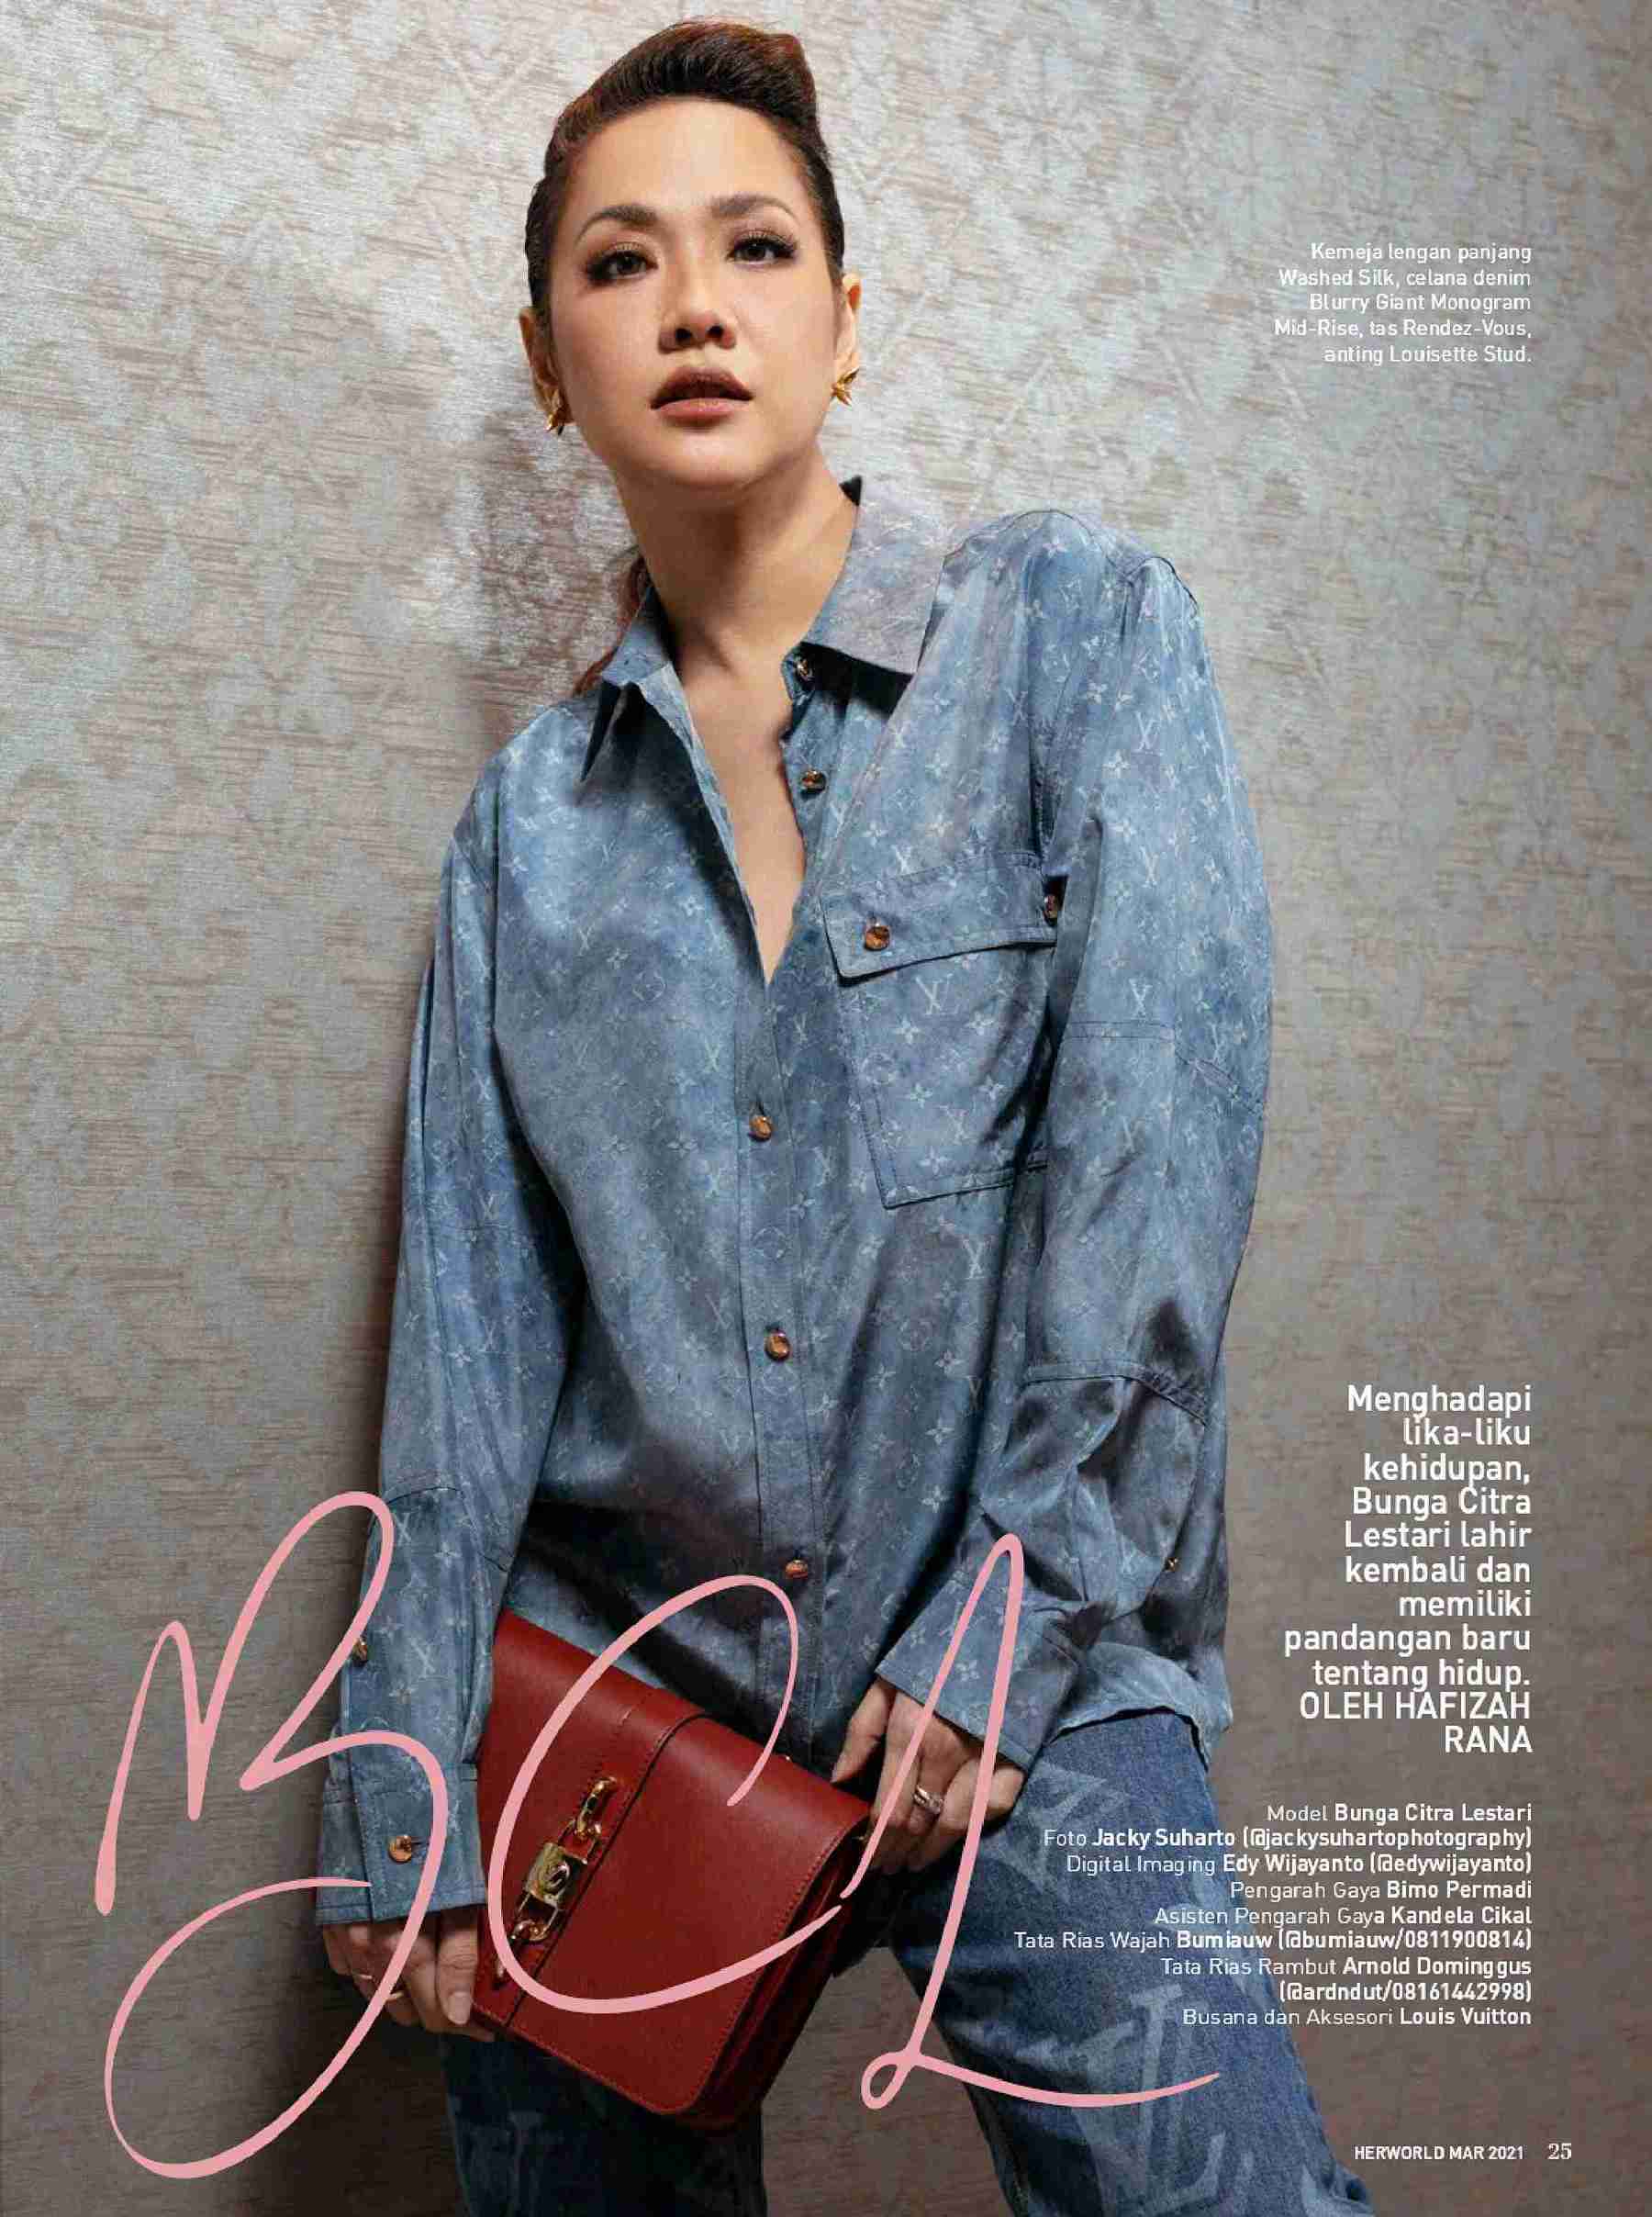 Kemeja lengan panjang
Washed Silk, celana denim
Blurry Giant Monogram
Mid-Rise, tas Rendez-Vous,
anting Louisette Stud.
Menghadapi
lika-liku
kehidupan,
Bunga Citra
Lestari lahir
kembali dan
memiliki
pandangan baru
tentang hidup.
OLEH HAFIZAH
RANA
BCL
Model Bunga Citra Lestari
Foto Jacky Suharto (@jackysuhartophotography)
Digital Imaging Edy Wijayanto (@edywijayanto)
Pengarah Gaya Bimo Permadi
Asisten Pengarah Gaya Kandela Cikal
Tata Rias Wajah Bumiauw (@bumiauw/0811900814)
Tata Rias Rambut Arnold Dominggus
(@ardndut/08161442998)
Busana dan Aksesori Louis Vuitton
HERWORLD MAR 2021 25